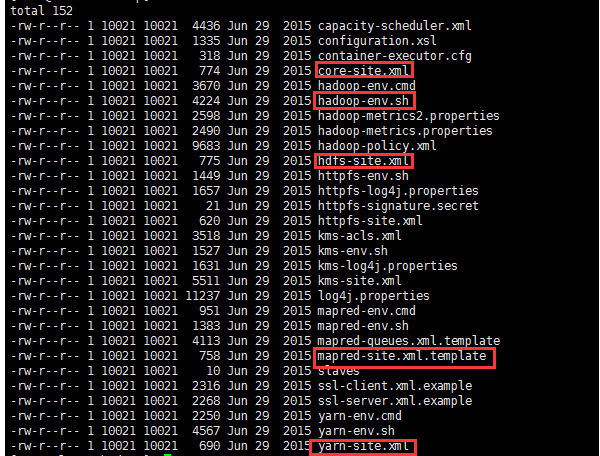 total 152
-rw-r--r-- 1 10021 10021 4436 Jun 29 2015 capacity-scheduler.xml
-rw-r--r-- 1 10021 10021 1335 Jun 29 2015 configuration.xsl
-rw-r--r-- 1 10021 10021 318 Jun 29 2015 container-executor.cfg
-rw-r--r-- 1 10021 10021 774 Jun 29 2015 core-site.xml
-rw-r--r-- 1 10021 10021 3670 Jun 29 2015 hadoop-env.cmd
-rw-r--r-- 1 10021 10021 4224 Jun 29 2015 hadoop-env.sh
-rw-r--r-- 1 10021 10021 2598 Jun 29 2015 hadoop-metrics2.properties
-rw-r--r-- 1 10021 10021 2490 Jun 29 2015 hadoop-metrics.properties
-rw-r--r-- 1 10021 10021 9683 Jun 29 2015 hadoop-policy.xml
-rw-r--r-- 1 10021 10021 775 Jun 29 2015 hdfs-site.xml
-rw-r--r-- 1 10021 10021 1449 Jun 29 2015 httpfs-env.sh
-rw-r--r-- 1 10021 10021 1657 Jun 29 2015 httpfs-log4j.properties
-rw-r--r-- 1 10021 10021 21 Jun 29 2015 httpfs-signature.secret
-rw-r--r-- 1 10021 10021 620 Jun 29 2015 httpfs-site.xml
-rw-r--r-- 1 10021 10021 3518 Jun 29 2015 kms-acls.xml
-rw-r--r-- 1 10021 10021 1527 Jun 29 2015 kms-env.sh
-rw-r--r-- 1 10021 10021 1631 Jun 29 2015 kms-log4j.properties
-rw-r--r-- 1 10021 10021 5511 Jun 29 2015 kms-site.xml
-rw-r--r-- 1 10021 10021 11237 Jun 29 2015 log4j.properties
-rw-r--r-- 1 10021 10021 951 Jun 29 2015 mapred-env.cmd
-rw-r--r-- 1 10021 10021 1383 Jun 29 2015 mapred-env.sh
-rw-r--r-- 1 10021 10021 4113 Jun 29 2015 mapred-queues.xml.template
-rw-r--r-- 1 10021 10021 758 Jun 29 2015 mapred-site.xml.template
-rw-r--r-- 1 10021 10021 10 Jun 29 2015 slaves
-rw-r--r-- 1 10021 10021 2316 Jun 29 2015 ssl-client.xml.example
-rw-r--r-- 1 10021 10021 2268 Jun 29 2015 ssl-server.xml.example
-rw-r--r-- 1 10021 10021 2250 Jun 29 2015 yarn-env.cmd
-rw-r--r-- 1 10021 10021 4567 Jun 29 2015 yarn-env.sh
-rw-r--r-- 1 10021 10021 690 Jun 29 2015 yarn-site.xml